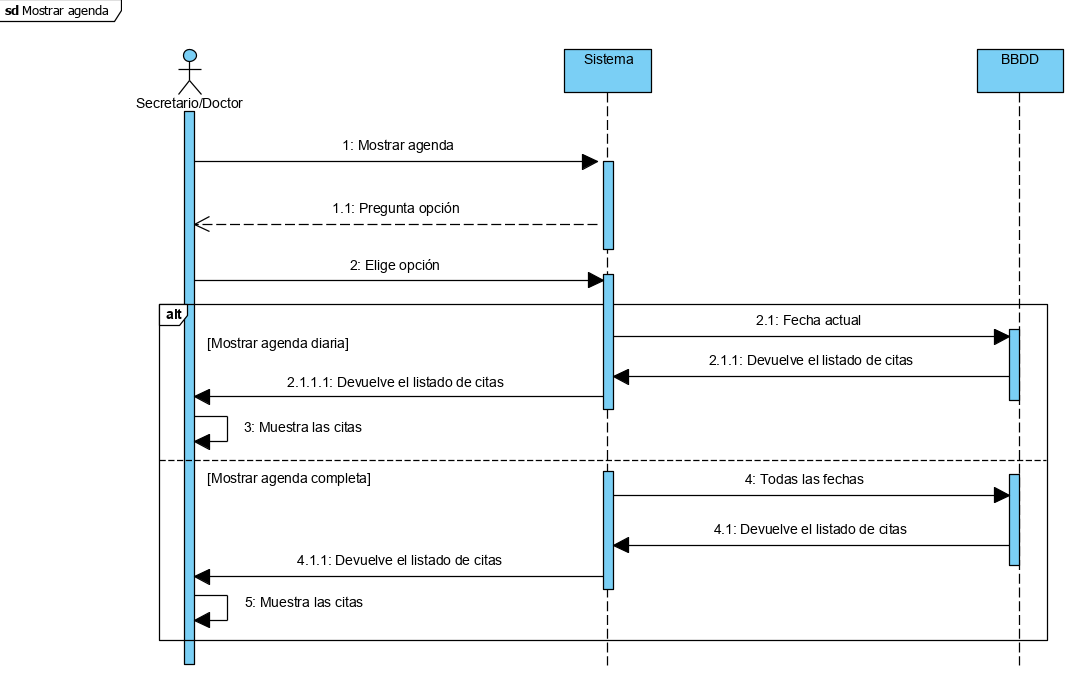 sd Mostrar agenda
Sistema
BBDD
Secretario/Doctor
1: Mostrar agenda
1.1: Pregunta opción
2: Elige opción
alt
2.1: Fecha actual
[Mostrar agenda diaria]
2.1.1: Devuelve el listado de citas
2.1.1.1: Devuelve el listado de citas
3: Muestra las citas
[Mostrar agenda completa]
4: Todas las fechas
4.1: Devuelve el listado de citas
4.1.1: Devuelve el listado de citas
5: Muestra las citas